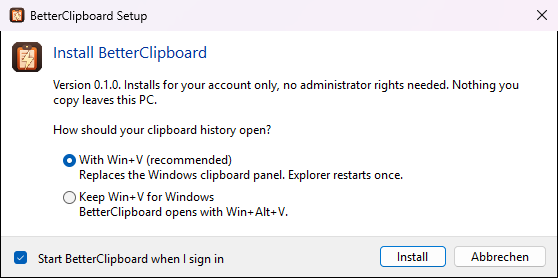 BetterClipboard Setup
Install BetterClipboard
Version 0.1.0. Installs for your account only, no administrator rights needed. Nothing you
copy leaves this PC.
How should your clipboard history open?
With Win+V (recommended)
Replaces the Windows clipboard panel. Explorer restarts once.
Keep Win+V for Windows
BetterClipboard opens with Win+Alt+V.
Start BetterClipboard when I sign in
Install
Abbrechen